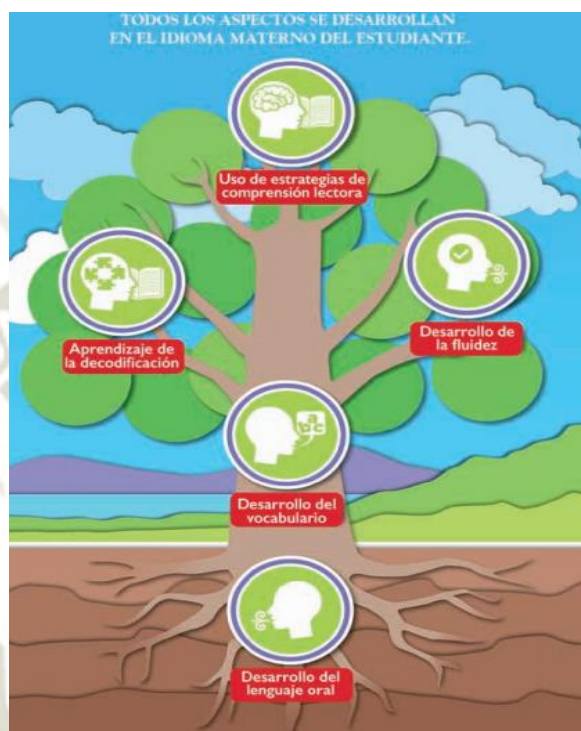 TODOS LOS ASPECTOS SE DESARROLLAN
EN EL IDIOMA MATERNO DEL ESTUDIANTE.
Uso de estrategias de
comprensión lectora
Aprendizaje de
la decodificación
Desarrollo de
la fluidez
a
b c
Desarrollo del
vocabulario
Desarrollo del
lenguaje oral